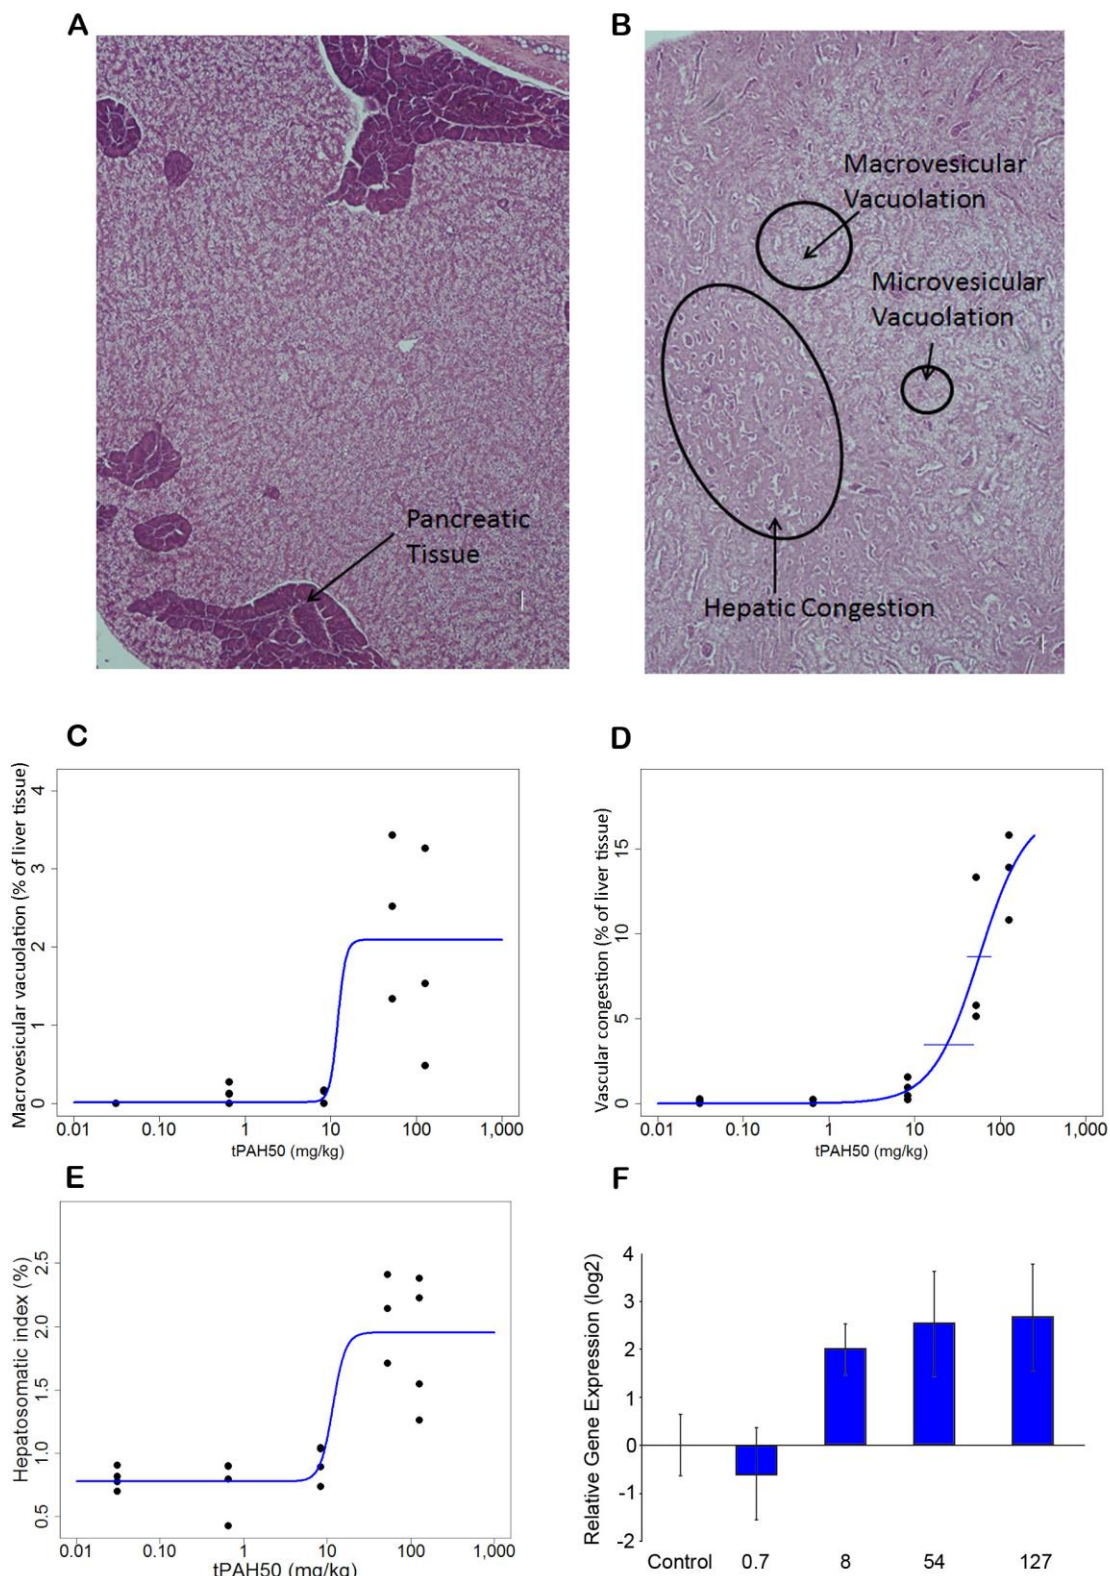 A
B
Macrovesicular
Vacuolation
Microvesicular
Vacuolation
Pancreatic
Tissue
Hepatic Congestion
C
Macrovesicular vacuolation (% of liver tissue)
4
3
2
1
0
0.01 0.10 1 10 100 1,000
tPAH50 (mg/kg)
D
Vascular congestion (% of liver tissue)
15
10
5
0
0.01 0.10 1 10 100 1,000
tPAH50 (mg/kg)
E
Hepatosomatic index (%)
2.5
2.0
1.5
1.0
0.5
0.01 0.10 1 10 100 1,000
tPAH50 (mg/kg)
F
Relative Gene Expression (log2)
4
3
2
1
0
-1
-2
Control 0.7 8 54 127